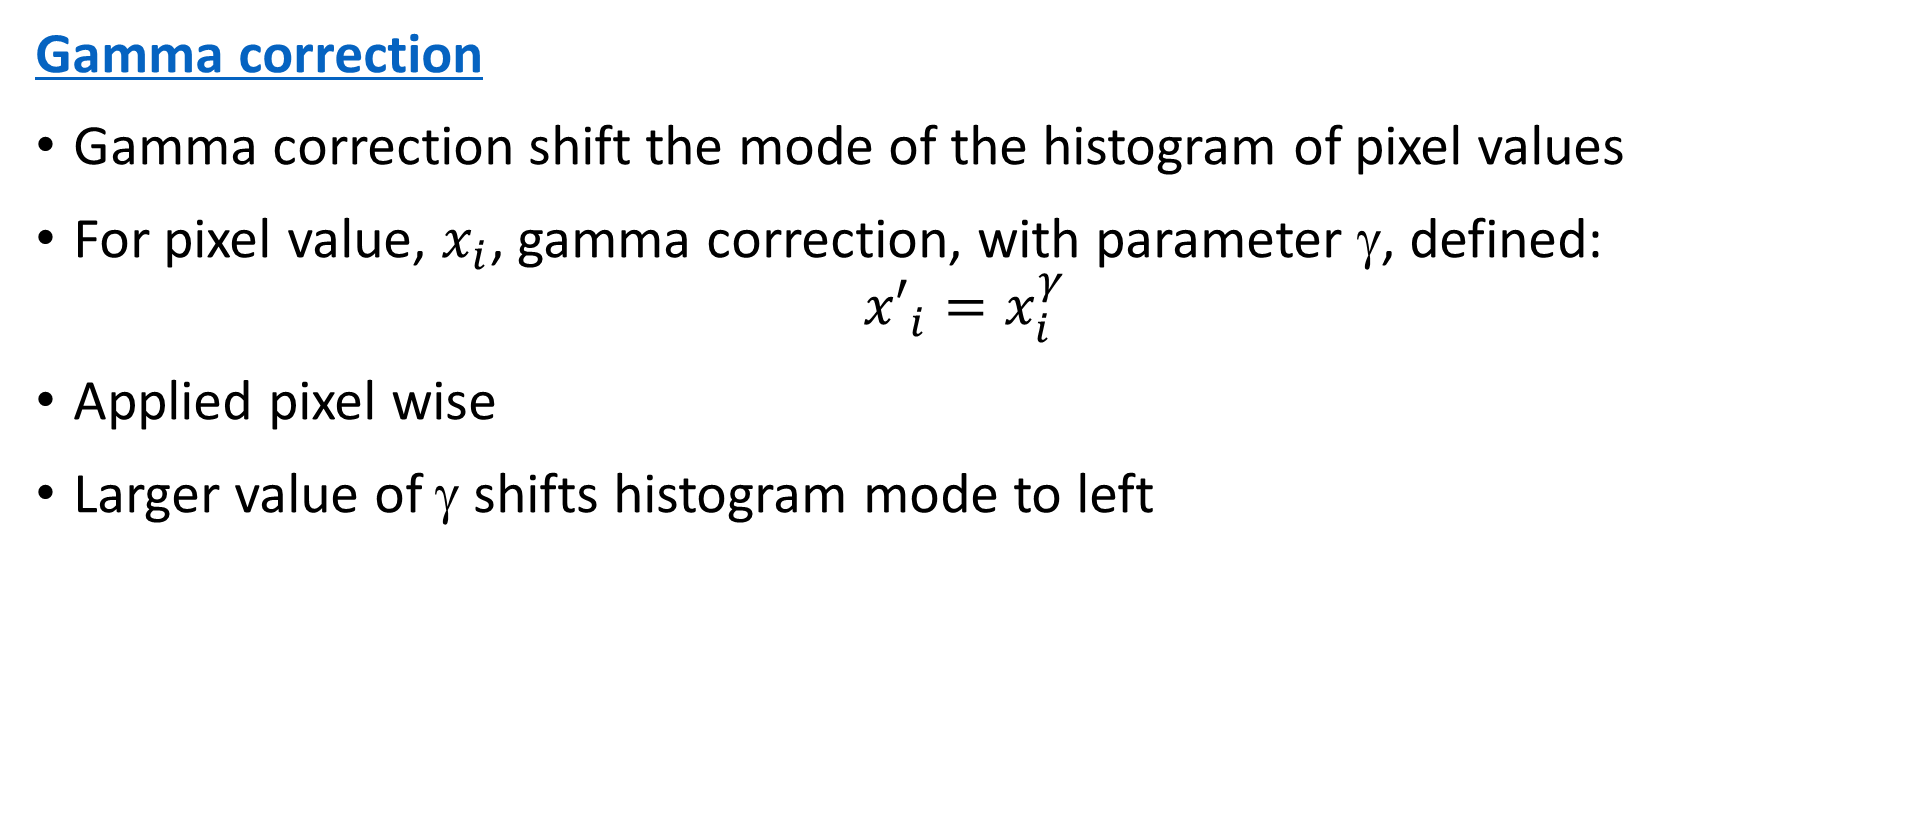 Gamma correction
• Gamma correction shift the mode of the histogram of pixel values
• For pixel value, xᵢ, gamma correction, with parameter γ, defined:
x′ᵢ = xᵢ^γ
• Applied pixel wise
• Larger value of γ shifts histogram mode to left